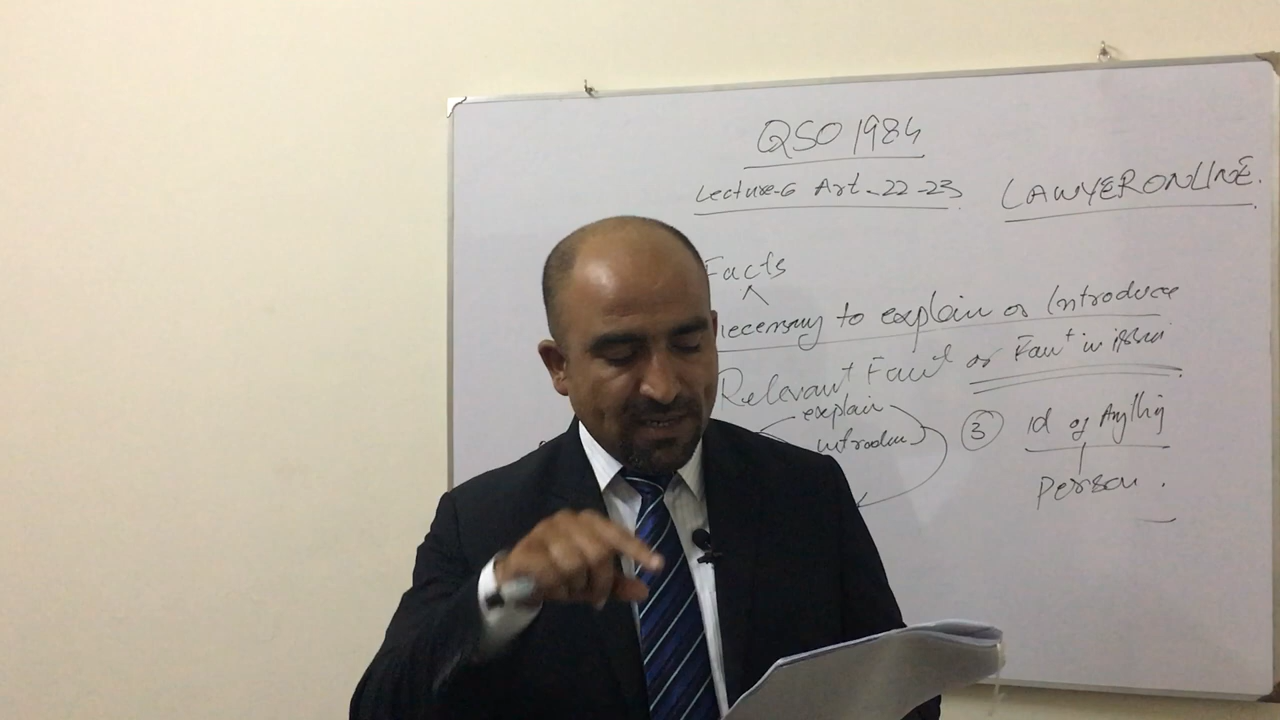 QSO 1984
Lecture-6 Art-22-23
LAWYERONLINE.
Facts
necessary to explain or Introduce
Relevant Fact or Fact in issue
explain
introduce
③ id of Anything
Person.